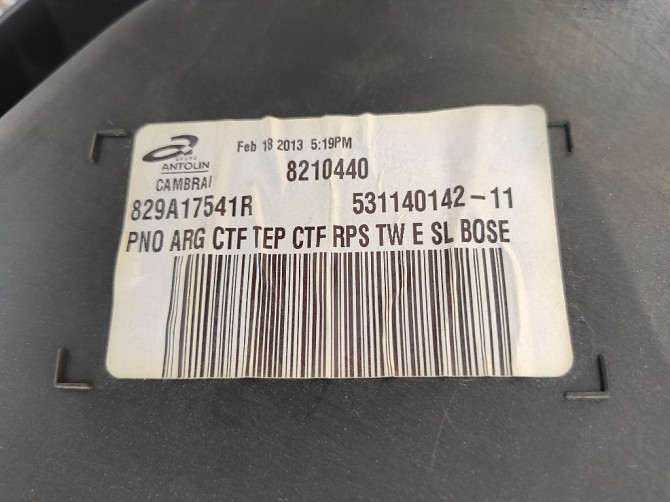 GRUPO
ANTOLIN
CAMBRAI
Feb 18 2013 5:19PM
8210440
829A17541R 531140142-11
PNO ARG CTF TEP CTF RPS TW E SL BOSE